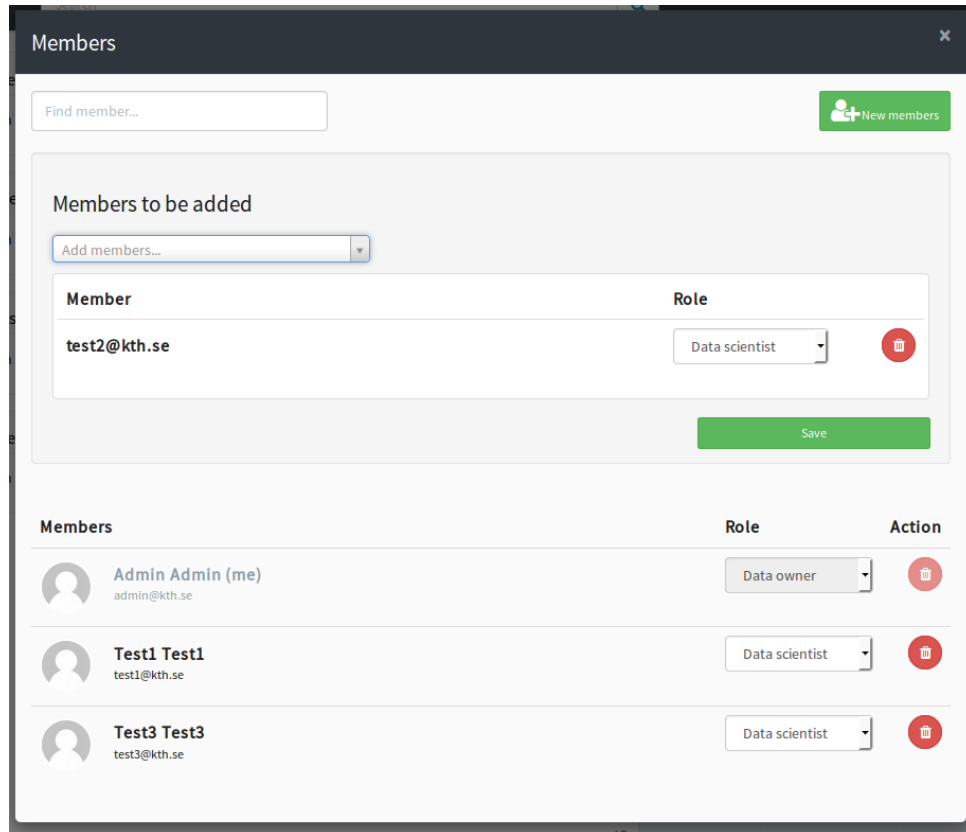 Search
Members
×
Find member...
New members
Members to be added
Add members...
Member Role
test2@kth.se Data scientist
Save
Members Role Action
Admin Admin (me) Data owner
admin@kth.se
Test1 Test1 Data scientist
test1@kth.se
Test3 Test3 Data scientist
test3@kth.se